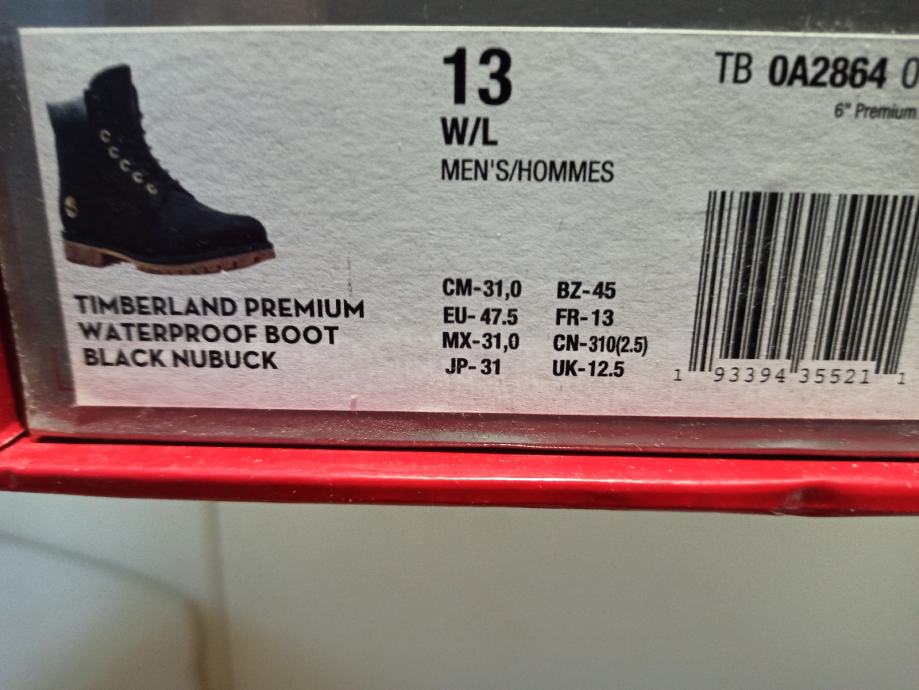 13
W/L
MEN'S/HOMMES
TB 0A2864 0
6" Premium
TIMBERLAND PREMIUM
WATERPROOF BOOT
BLACK NUBUCK
CM-31,0 BZ-45
EU-47.5 FR-13
MX-31,0 CN-310(2.5)
JP-31 UK-12.5
1 93394 35521 1